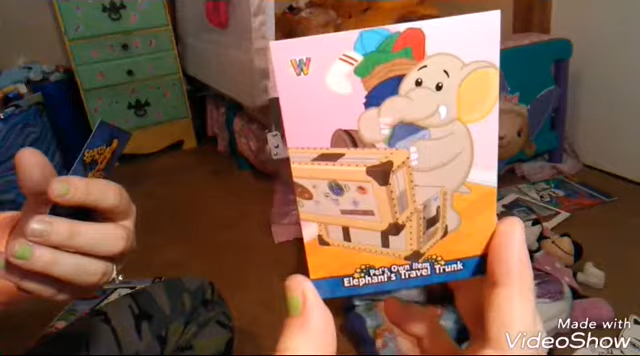 W
Pet's Own Item
Elephant's Travel Trunk
Made with
VideoShow